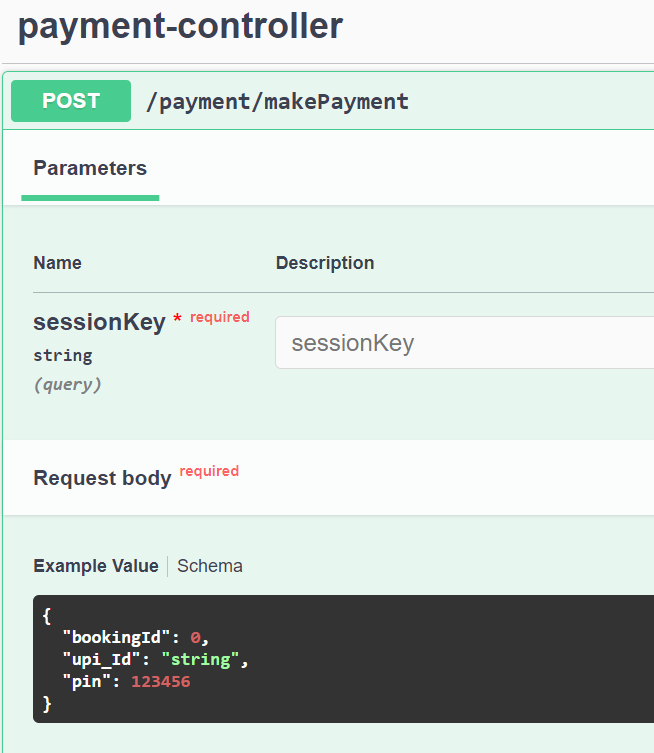 payment-controller
POST /payment/makePayment
Parameters
Name Description
sessionKey * required
string
(query)
sessionKey
Request body required
Example Value Schema
{
"bookingId": 0,
"upi_Id": "string",
"pin": 123456
}